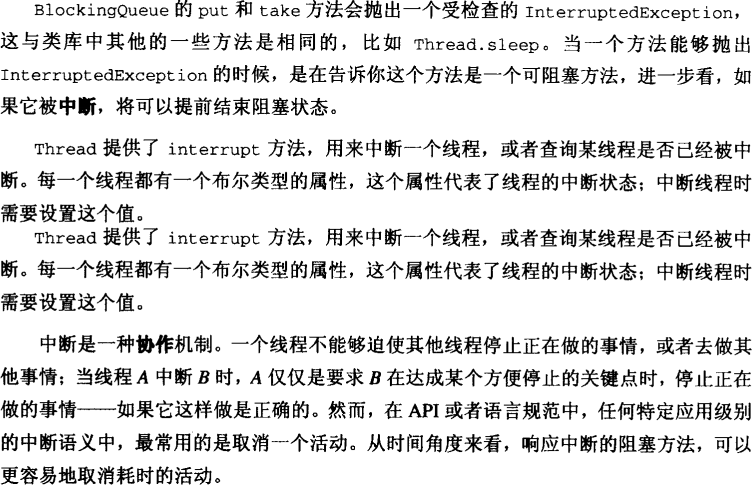 BlockingQueue 的 put 和 take 方法会抛出一个受检查的 InterruptedException，
这与类库中其他的一些方法是相同的，比如 Thread.sleep。当一个方法能够抛出
InterruptedException 的时候，是在告诉你这个方法是一个可阻塞方法，进一步看，如
果它被中断，将可以提前结束阻塞状态。
Thread 提供了 interrupt 方法，用来中断一个线程，或者查询某线程是否已经被中
断。每一个线程都有一个布尔类型的属性，这个属性代表了线程的中断状态；中断线程时
需要设置这个值。
Thread 提供了 interrupt 方法，用来中断一个线程，或者查询某线程是否已经被中
断。每一个线程都有一个布尔类型的属性，这个属性代表了线程的中断状态；中断线程时
需要设置这个值。
中断是一种协作机制。一个线程不能够迫使其他线程停止正在做的事情，或者去做其
他事情；当线程 A 中断 B 时，A 仅仅是要求 B 在达成某个方便停止的关键点时，停止正在
做的事情——如果它这样做是正确的。然而，在 API 或者语言规范中，任何特定应用级别
的中断语义中，最常用的是取消一个活动。从时间角度来看，响应中断的阻塞方法，可以
更容易地取消耗时的活动。